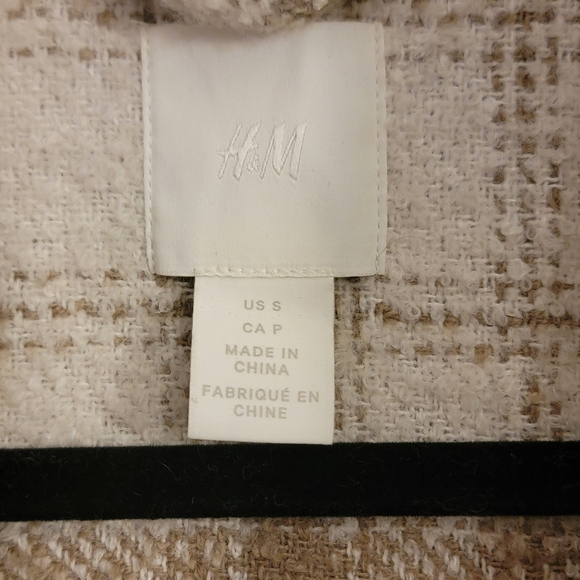 H&M
US S
CA P
MADE IN
CHINA
FABRIQUÉ EN
CHINE